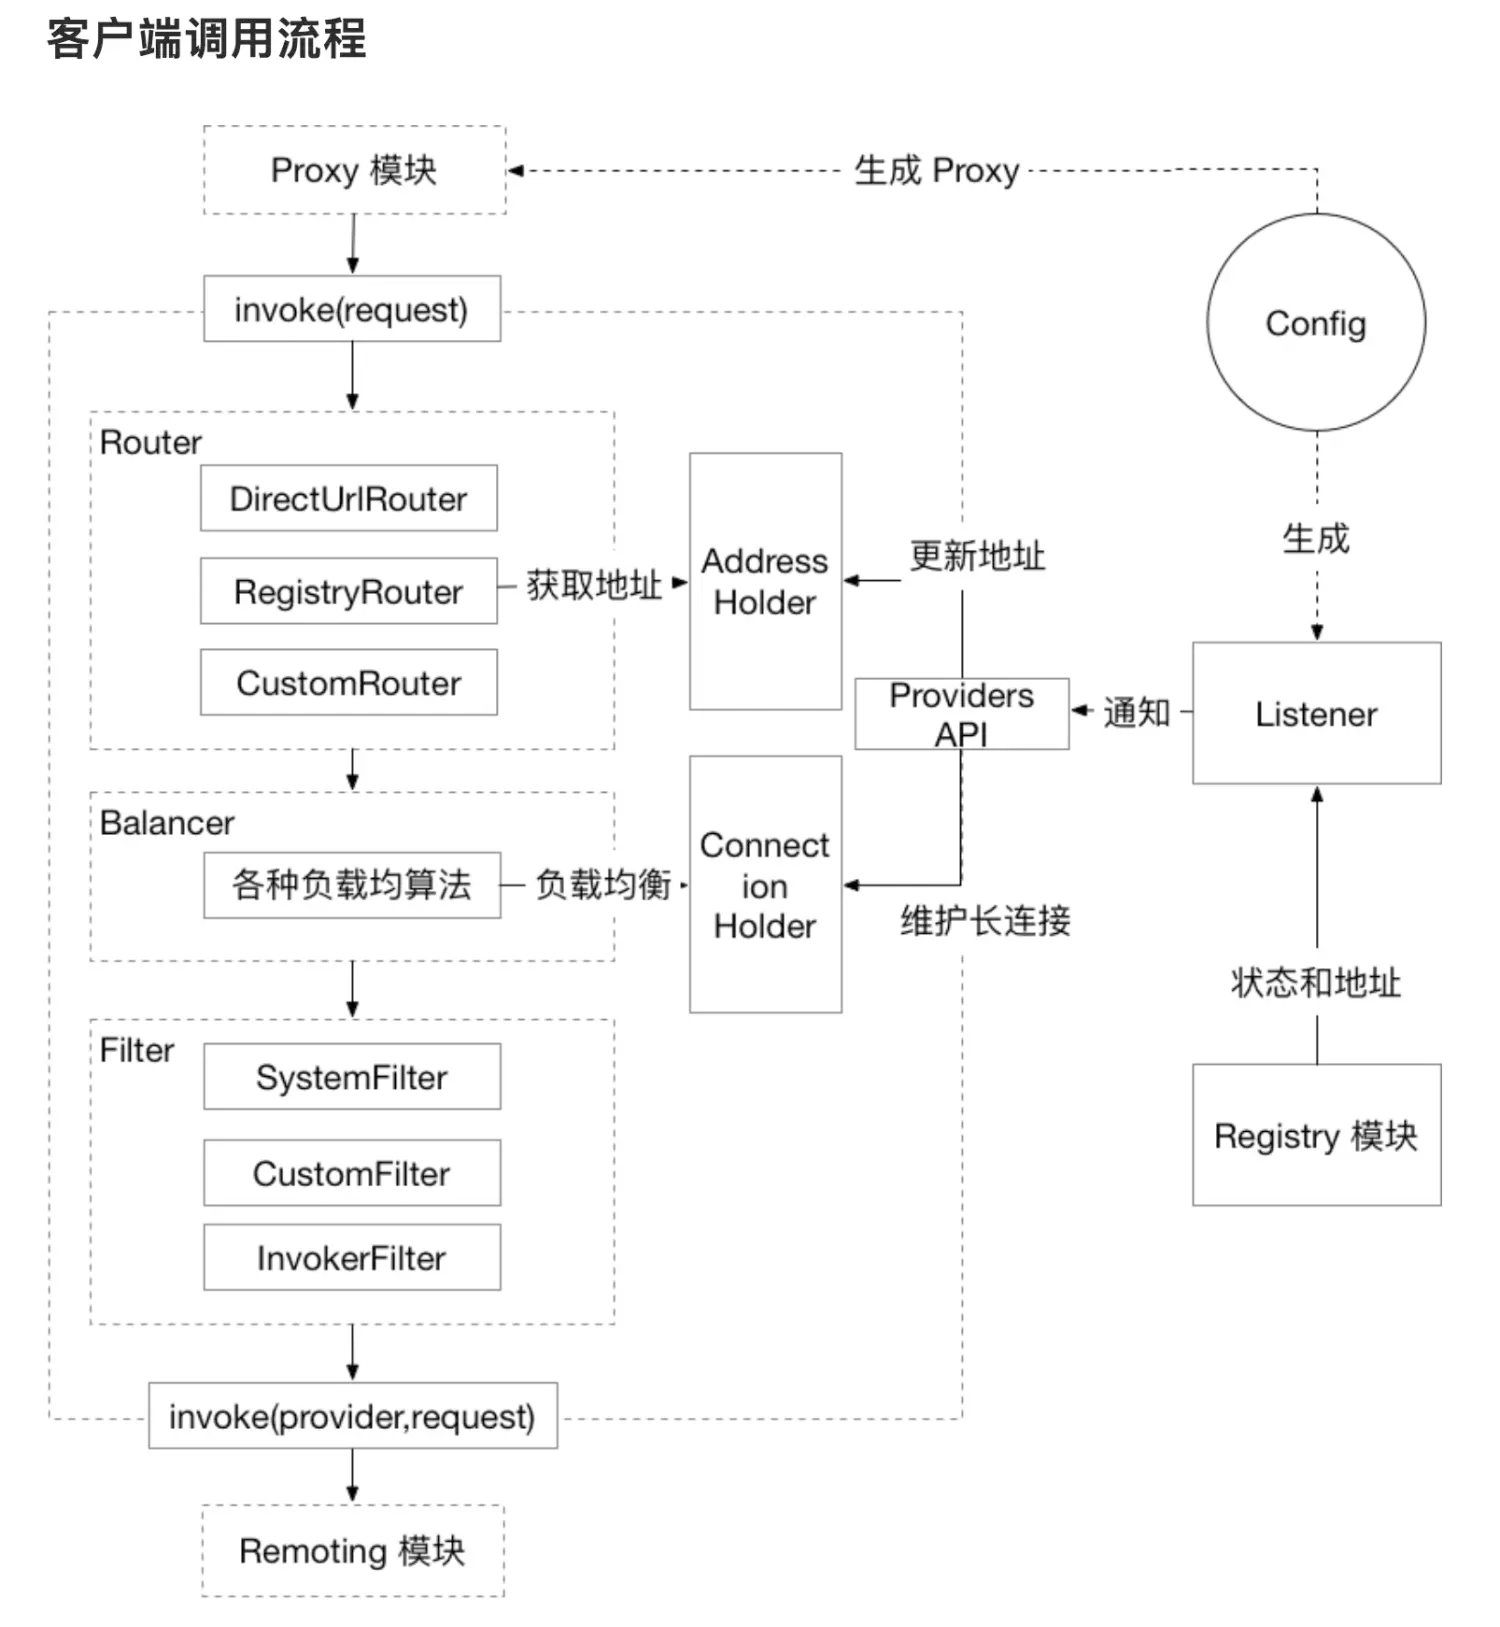 客户端调用流程
Proxy 模块
生成 Proxy
invoke(request)
Config
Router
DirectUrlRouter
RegistryRouter
获取地址
CustomRouter
Address
Holder
更新地址
生成
Providers
API
通知
Listener
Balancer
各种负载均算法
负载均衡
Connect
ion
Holder
维护长连接
状态和地址
Filter
SystemFilter
CustomFilter
InvokerFilter
Registry 模块
invoke(provider,request)
Remoting 模块